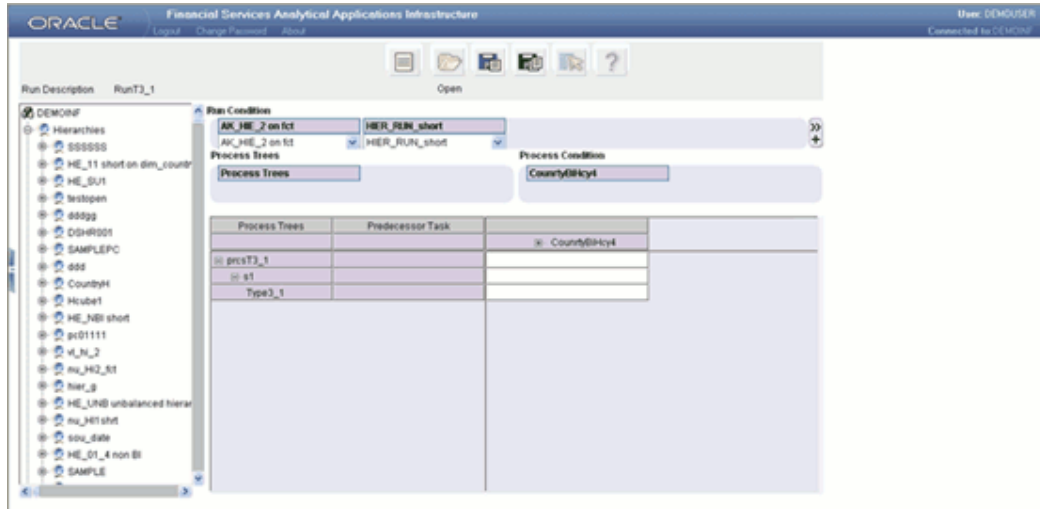 ORACLE
Financial Services Analytical Applications Infrastructure
User: DEMOUSER
Logout Change Password About
Connected to: DEMOINF
Run Description RunT3_1
Open
DEMOINF
Hierarchies
SSSSSS
HE_11 short on dim_countr
HE_SU1
testopen
dddgg
DSHR001
SAMPLEPC
ddd
CountryH
Hcube1
HE_NBI short
pc01111
vl_hi_2
nu_Hi2_fct
hier_g
HE_UNB unbalanced hierar
nu_HI1shrt
sou_date
HE_01_4 non BI
SAMPLE
Run Condition
AK_HIE_2 on fct HIER_RUN_short
AK_HIE_2 on fct HIER_RUN_short
Process Trees Process Condition
Process Trees CounrtyBIHcy4
Process Trees Predecessor Task
CounrtyBIHcy4
prcsT3_1
s1
Type3_1